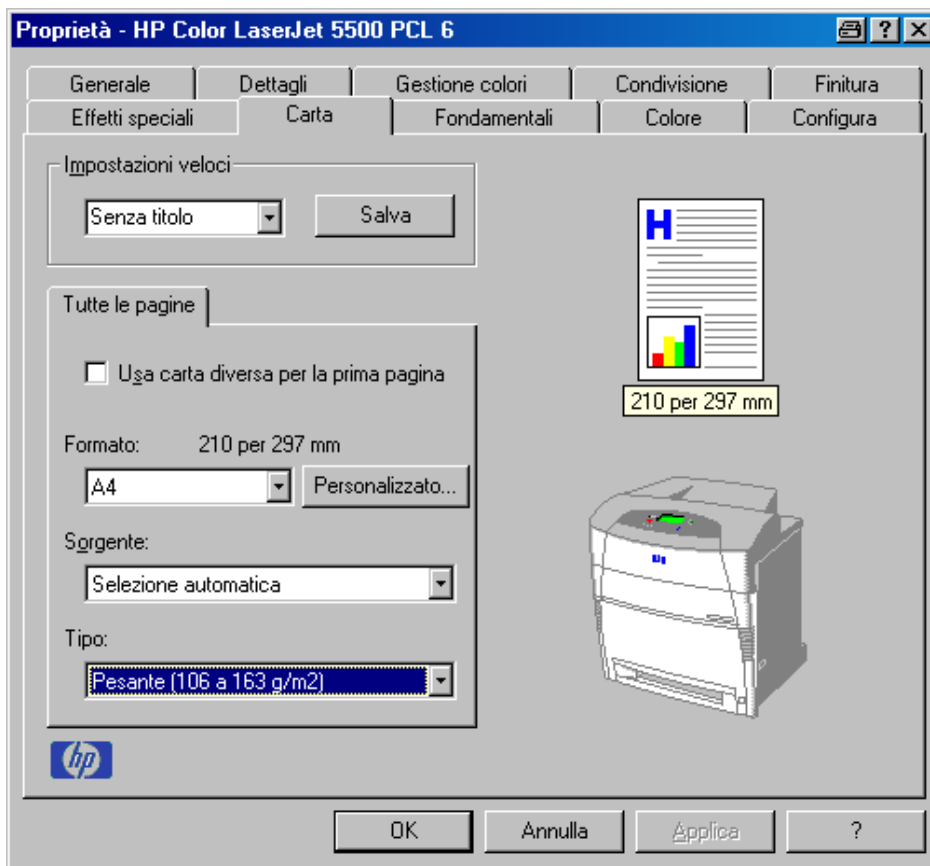 Proprietà - HP Color LaserJet 5500 PCL 6
?
Generale Dettagli Gestione colori Condivisione Finitura
Effetti speciali Carta Fondamentali Colore Configura
Impostazioni veloci
Senza titolo Salva
H
Tutte le pagine
Usa carta diversa per la prima pagina
210 per 297 mm
Formato: 210 per 297 mm
A4 Personalizzato...
Sorgente:
Selezione automatica
Tipo:
Pesante (106 a 163 g/m2)
hp
OK Annulla Applica ?